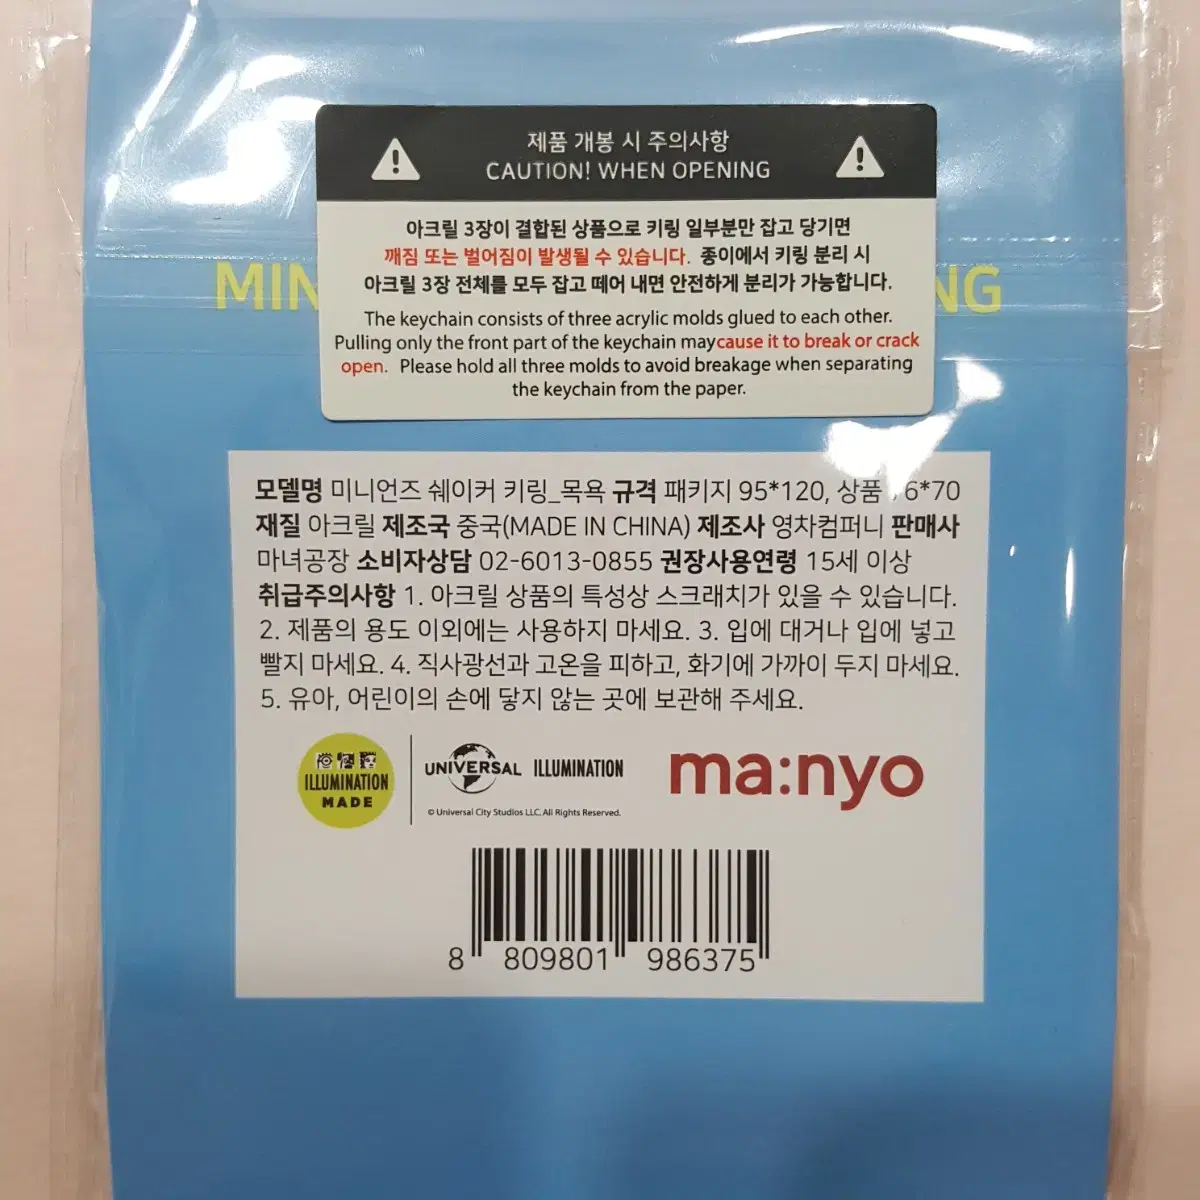 제품 개봉 시 주의사항
CAUTION! WHEN OPENING
아크릴 3장이 결합된 상품으로 키링 일부분만 잡고 당기면
깨짐 또는 벌어짐이 발생될 수 있습니다. 종이에서 키링 분리 시
아크릴 3장 전체를 모두 잡고 떼어 내면 안전하게 분리가 가능합니다.
The keychain consists of three acrylic molds glued to each other.
Pulling only the front part of the keychain maycause it to break or crack
open. Please hold all three molds to avoid breakage when separating
the keychain from the paper.
모델명 미니언즈 쉐이커 키링_목욕 규격 패키지 95*120, 상품 6*70
재질 아크릴 제조국 중국(MADE IN CHINA) 제조사 영차컴퍼니 판매사
마녀공장 소비자상담 02-6013-0855 권장사용연령 15세 이상
취급주의사항 1. 아크릴 상품의 특성상 스크래치가 있을 수 있습니다.
2. 제품의 용도 이외에는 사용하지 마세요. 3. 입에 대거나 입에 넣고
빨지 마세요. 4. 직사광선과 고온을 피하고, 화기에 가까이 두지 마세요.
5. 유아, 어린이의 손에 닿지 않는 곳에 보관해 주세요.
ILLUMINATION
MADE
UNIVERSAL ILLUMINATION
© Universal City Studios LLC. All Rights Reserved.
ma:nyo
8 809801 986375